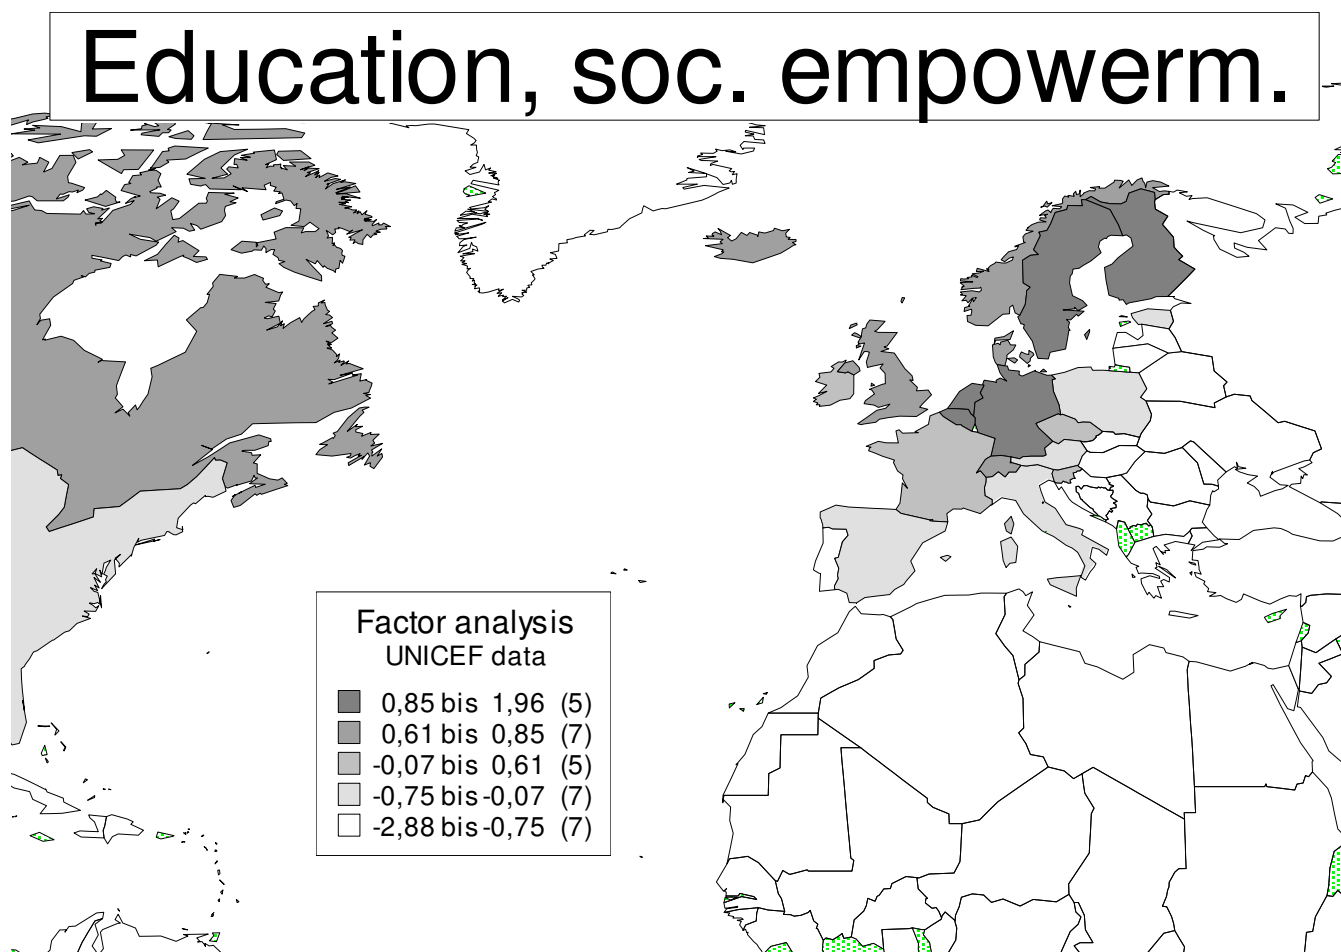 Education, soc. empowerm.
Factor analysis
UNICEF data
0,85 bis 1,96 (5)
0,61 bis 0,85 (7)
-0,07 bis 0,61 (5)
-0,75 bis -0,07 (7)
-2,88 bis -0,75 (7)